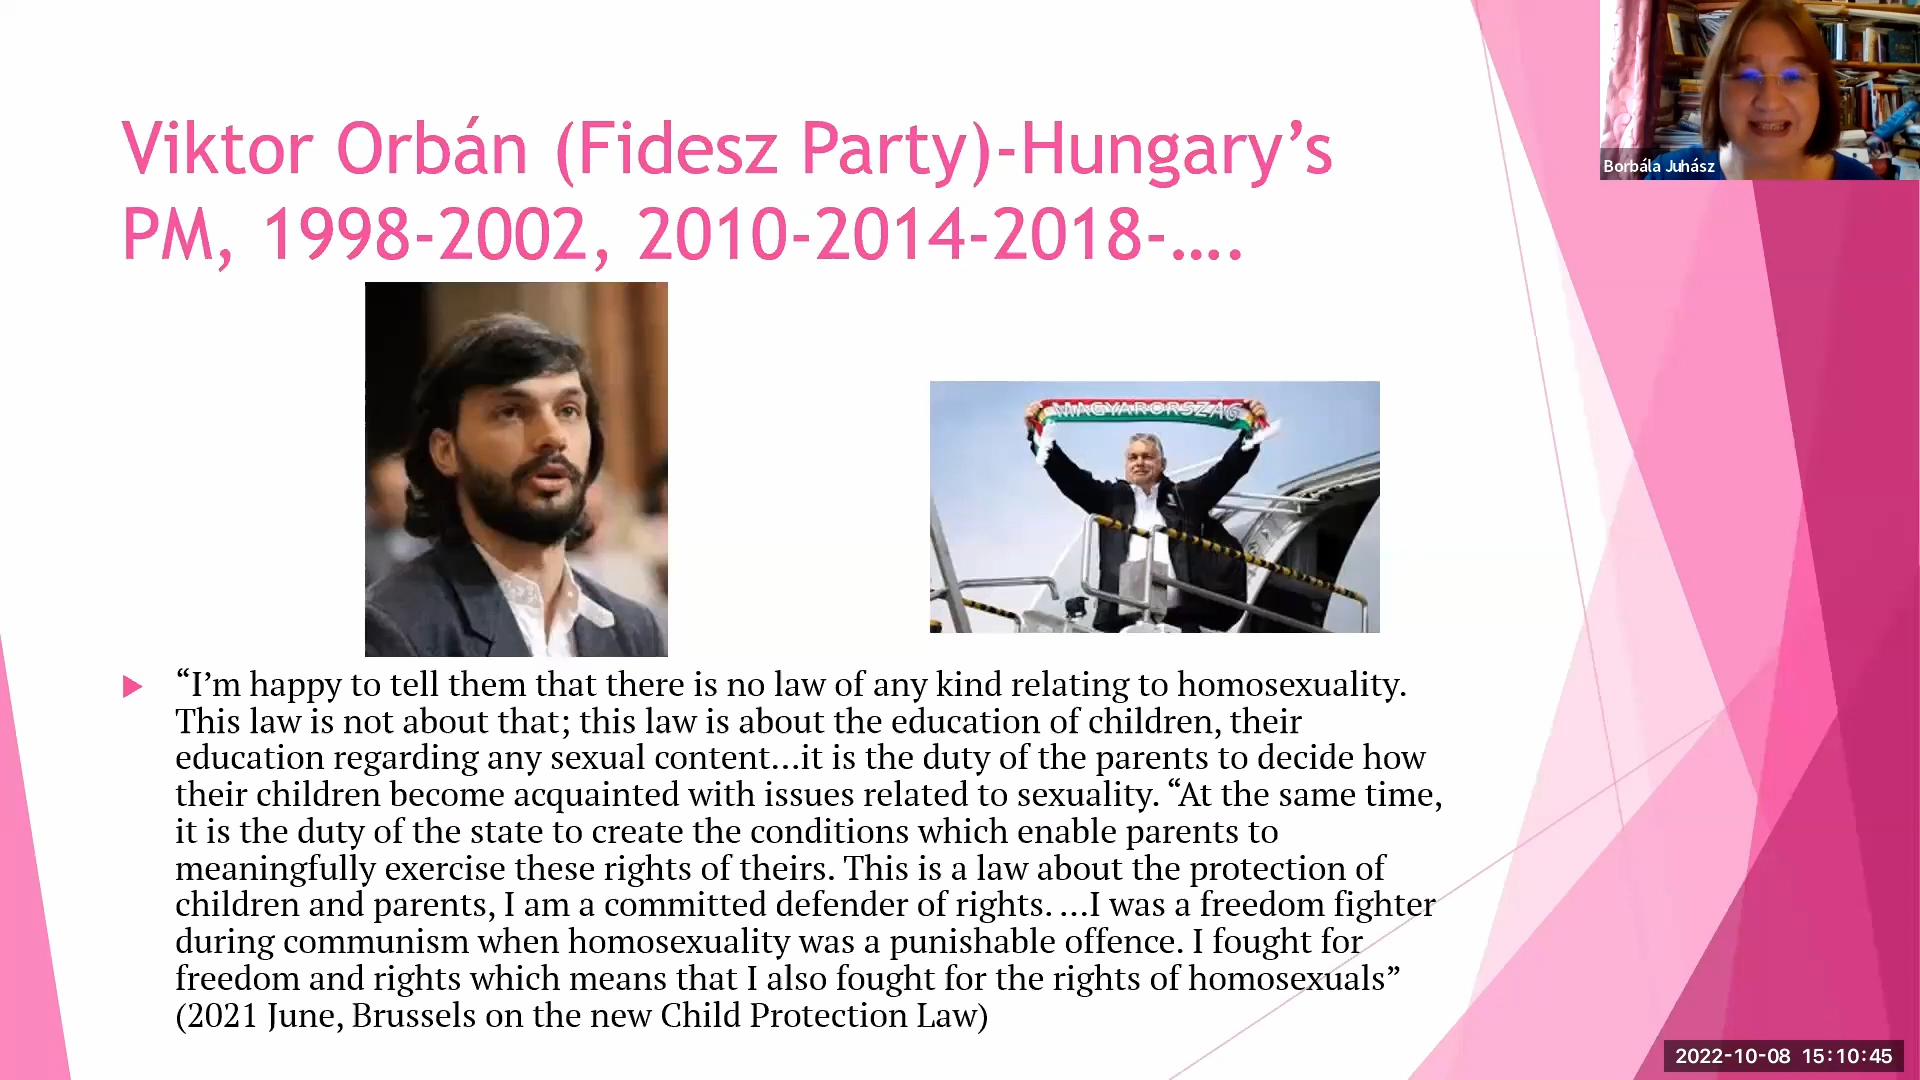 Viktor Orbán (Fidesz Party)-Hungary’s
PM, 1998-2002, 2010-2014-2018-….
Borbála Juhász
MAGYARORSZÁG
“I’m happy to tell them that there is no law of any kind relating to homosexuality.
This law is not about that; this law is about the education of children, their
education regarding any sexual content…it is the duty of the parents to decide how
their children become acquainted with issues related to sexuality. “At the same time,
it is the duty of the state to create the conditions which enable parents to
meaningfully exercise these rights of theirs. This is a law about the protection of
children and parents, I am a committed defender of rights. …I was a freedom fighter
during communism when homosexuality was a punishable offence. I fought for
freedom and rights which means that I also fought for the rights of homosexuals”
(2021 June, Brussels on the new Child Protection Law)
2022-10-08 15:10:45